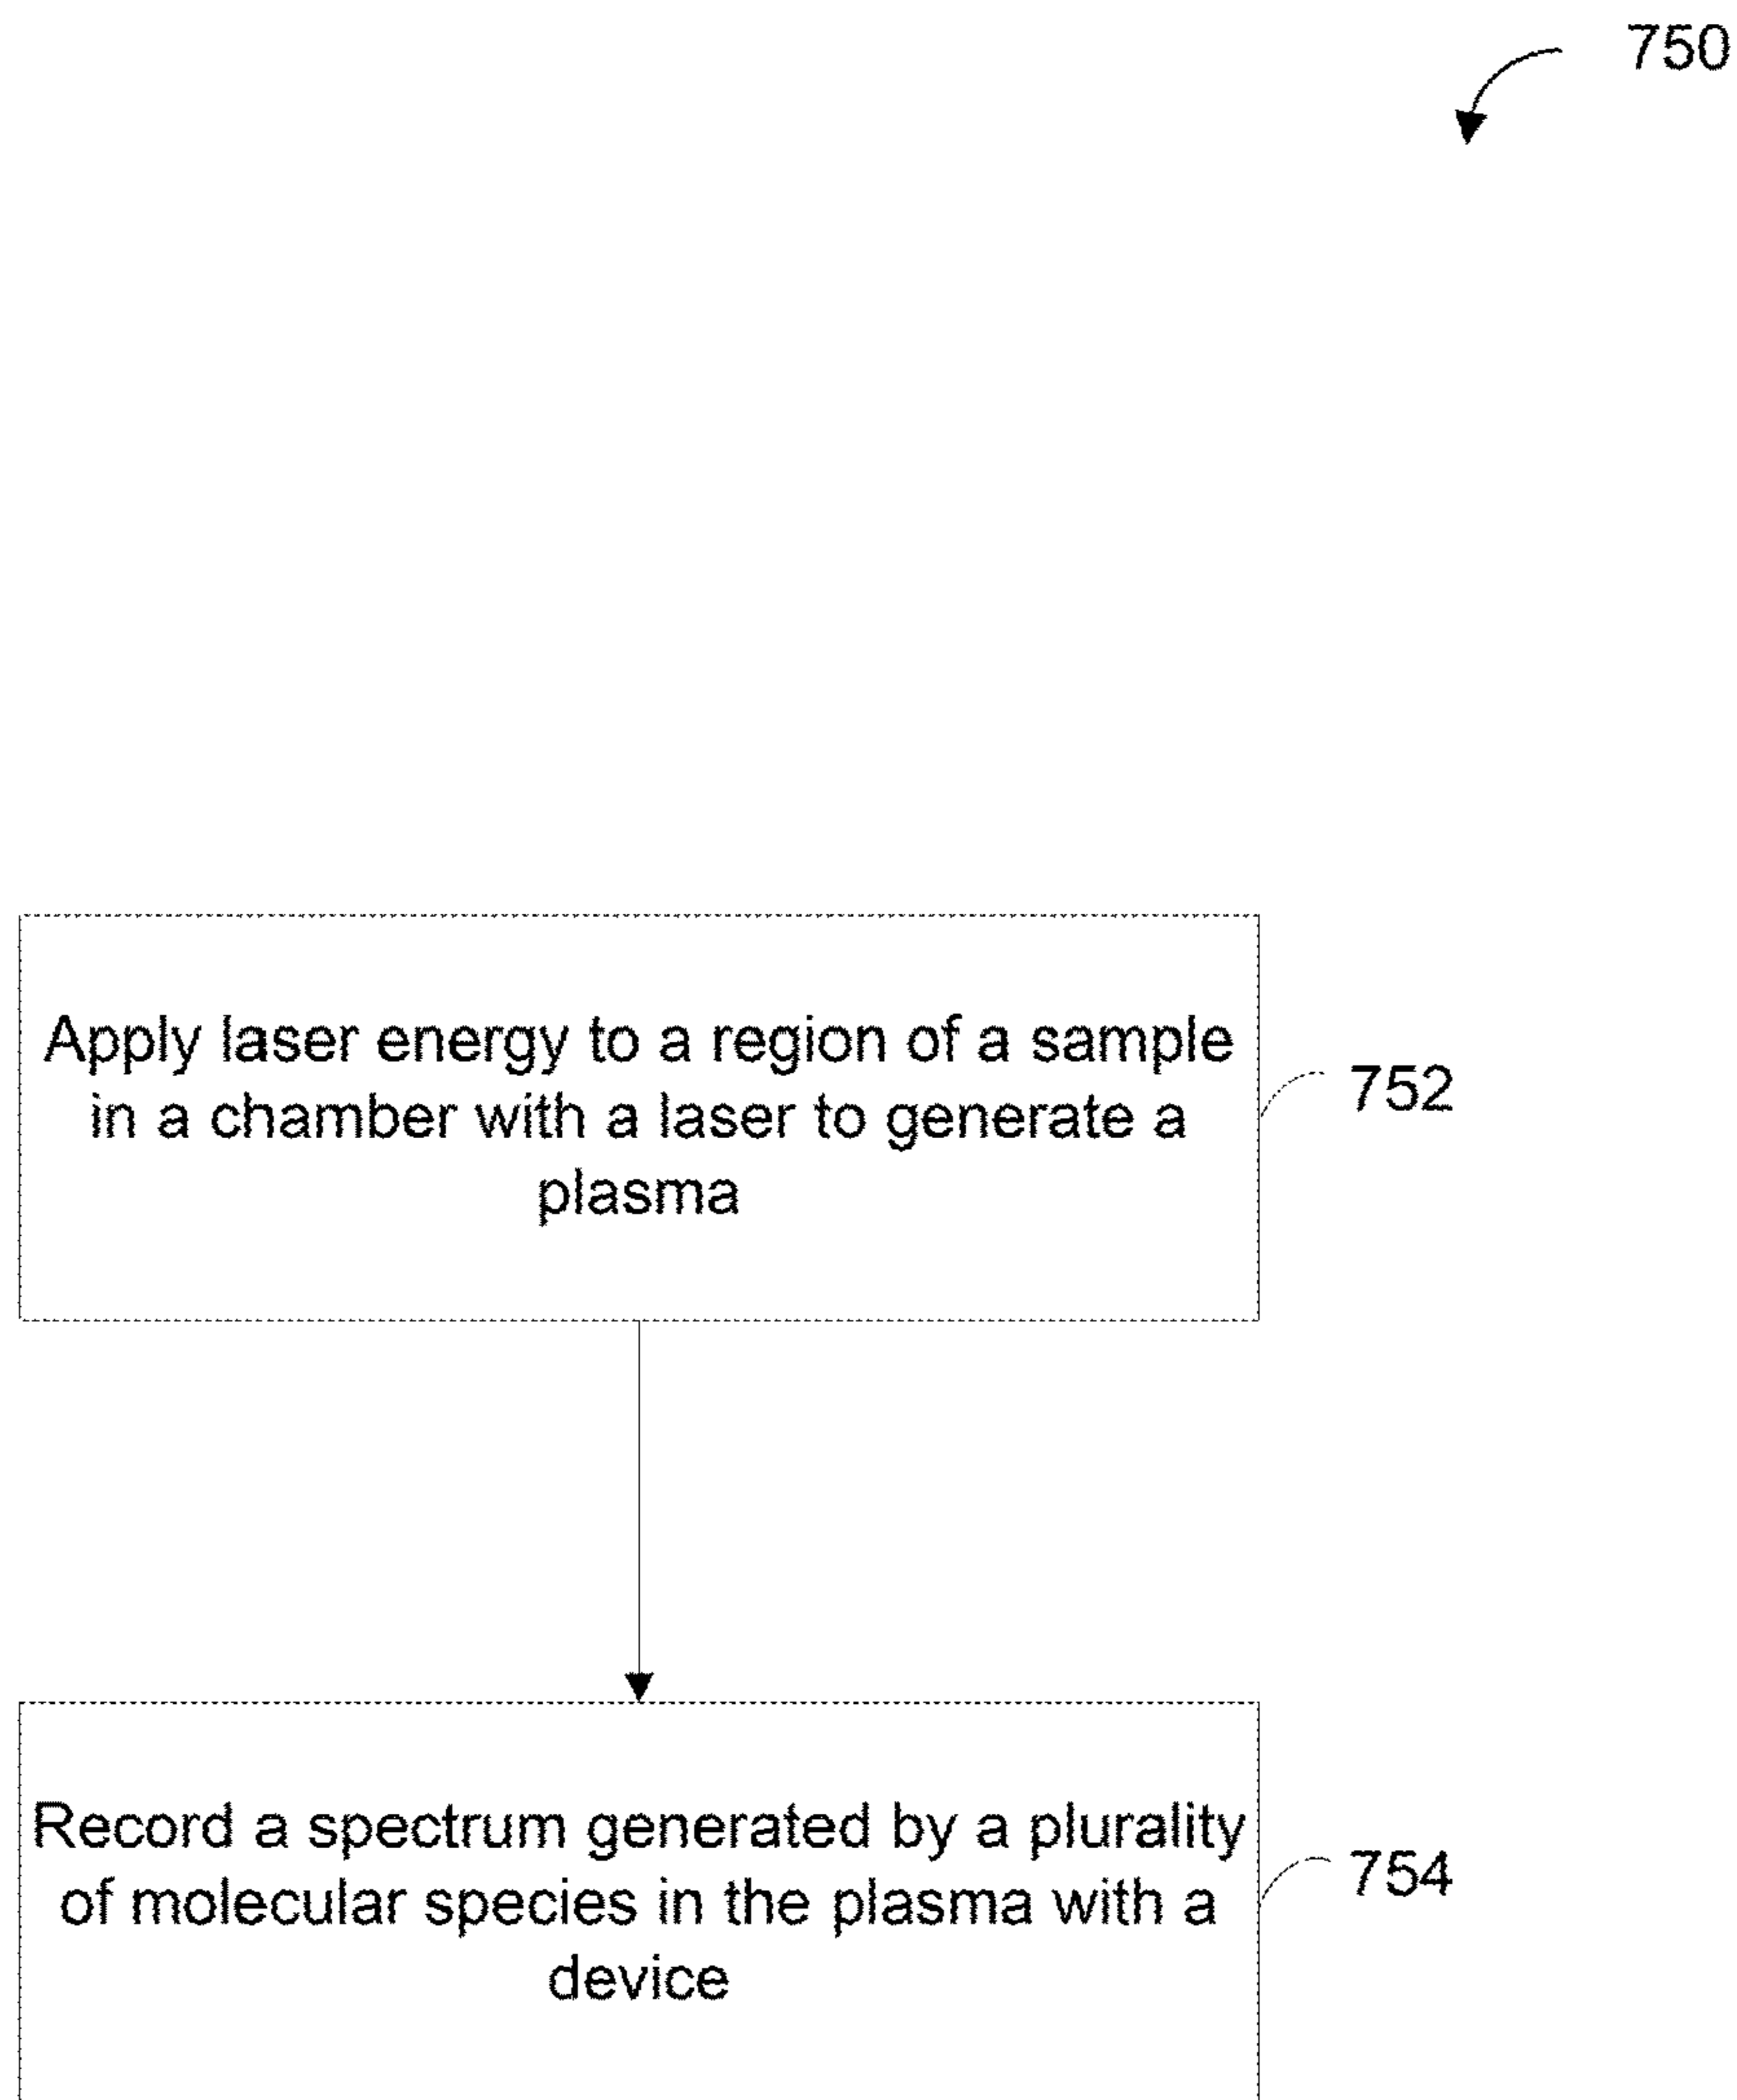 750
Apply laser energy to a region of a sample
in a chamber with a laser to generate a
plasma
752
Record a spectrum generated by a plurality
of molecular species in the plasma with a
device
754